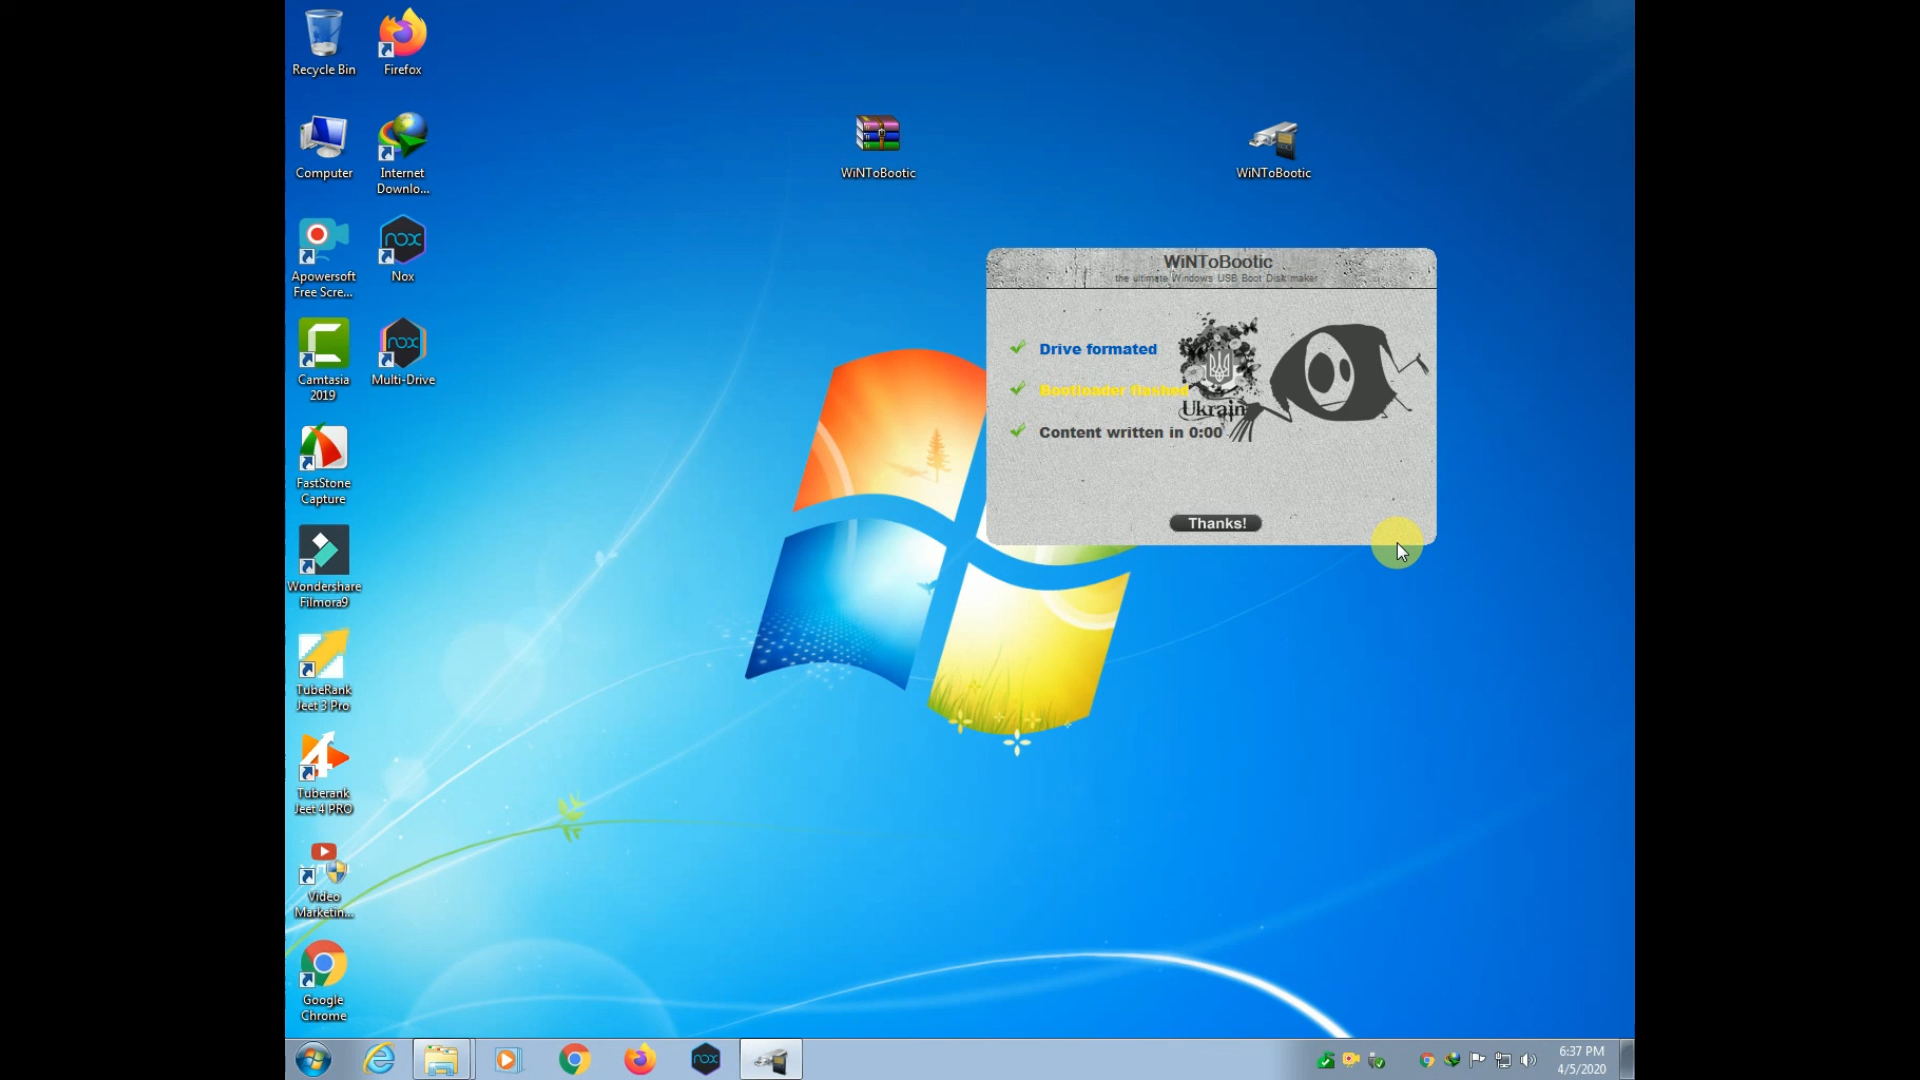 Recycle Bin
Firefox
Computer
Internet
Downlo...
Apowersoft
Free Scre...
Nox
Camtasia
2019
Multi-Drive
FastStone
Capture
Wondershare
Filmora9
TubeRank
Jeet 3 Pro
Tuberank
Jeet 4 PRO
Video
Marketin...
Google
Chrome
WiNToBootic
WiNToBootic
WiNToBootic
the ultimate Windows USB Boot Disk maker
Drive formated
Bootloader flashed
Ukrain
Content written in 0:00
Thanks!
nox
nox
nox
6:37 PM
4/5/2020